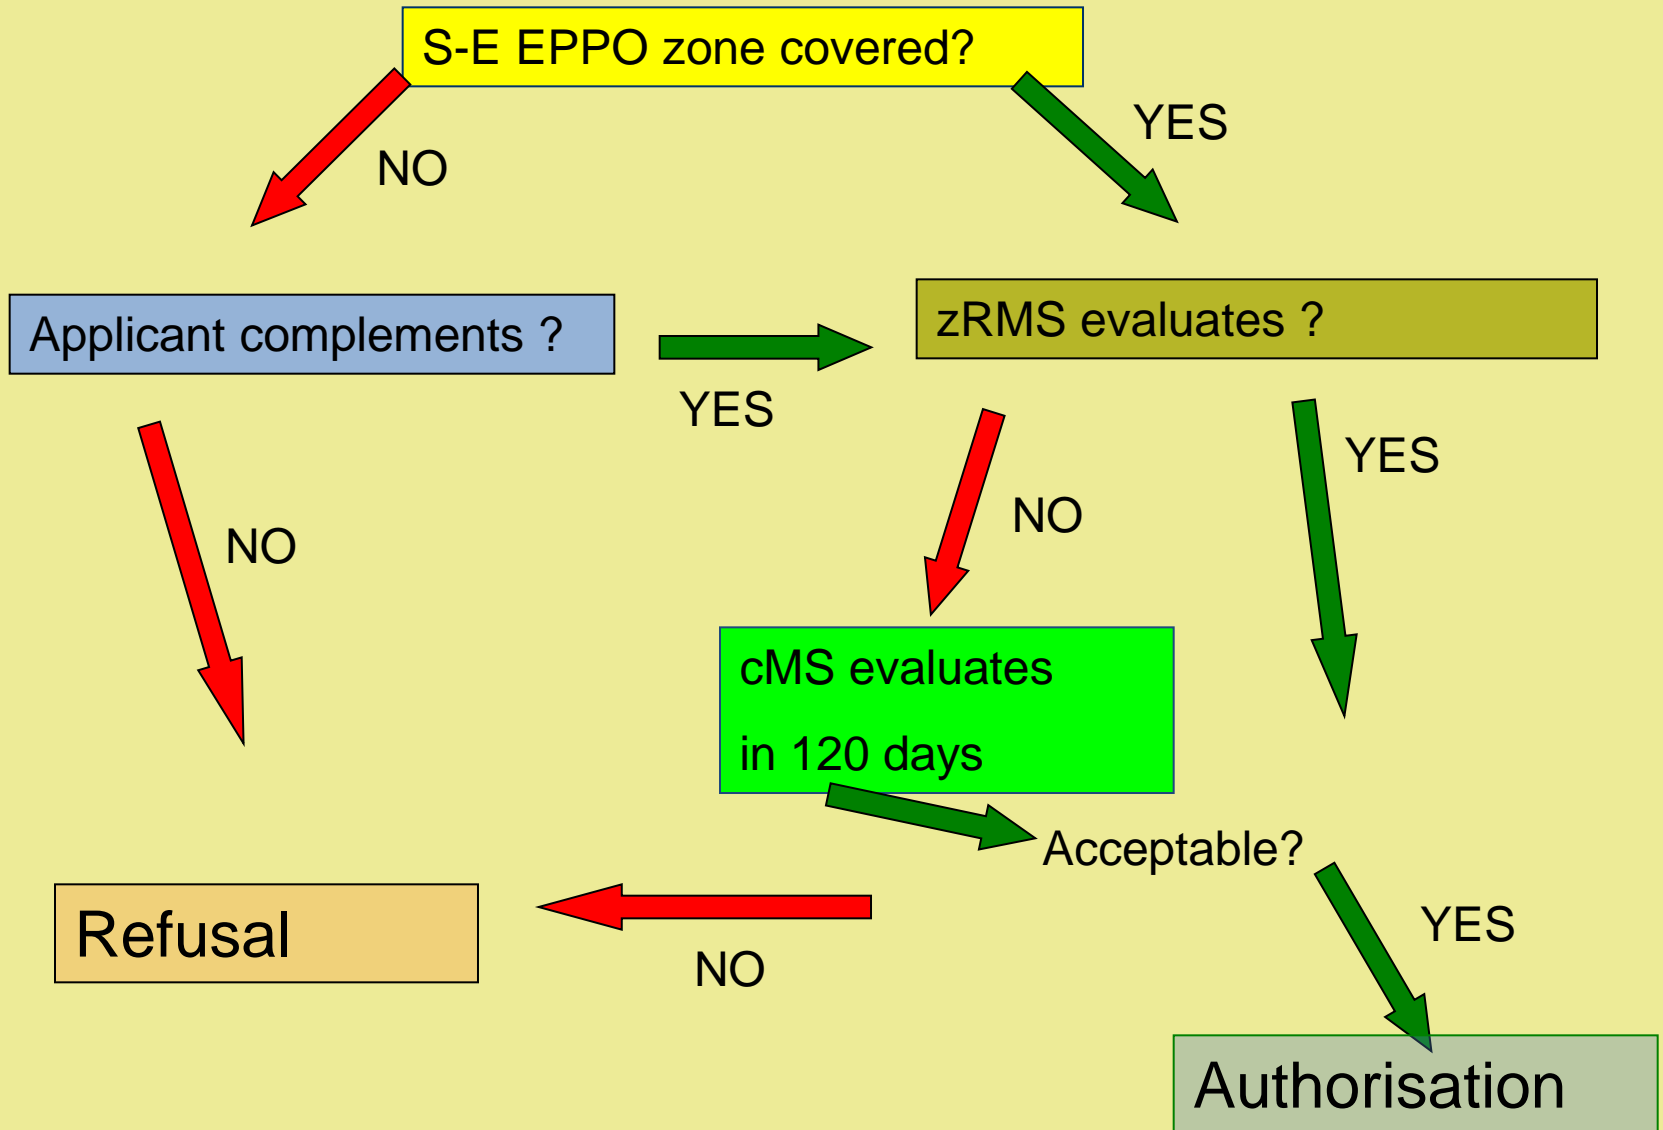 S-E EPPO zone covered?
YES
NO
Applicant complements ?
zRMS evaluates ?
YES
YES
NO
NO
cMS evaluates
in 120 days
Acceptable?
Refusal
YES
NO
Authorisation